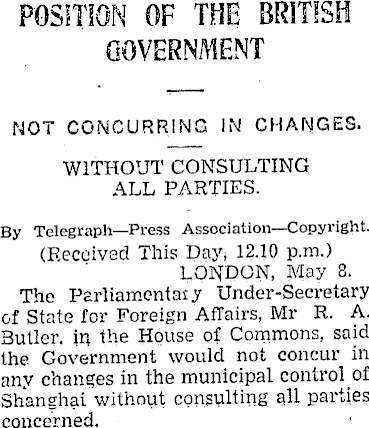 POSITION OF THE BRITISH
GOVERNMENT
NOT CONCURRING IN CHANGES.
WITHOUT CONSULTING
ALL PARTIES.
By Telegraph—Press Association—Copyright.
(Received This Day, 12.10 p.m.)
LONDON, May 8.
The Parliamentary Under-Secretary
of State for Foreign Affairs, Mr R. A.
Butler. in the House of Commons, said
the Government would not concur in
any changes in the municipal control of
Shanghai without consulting all parties
concerned.